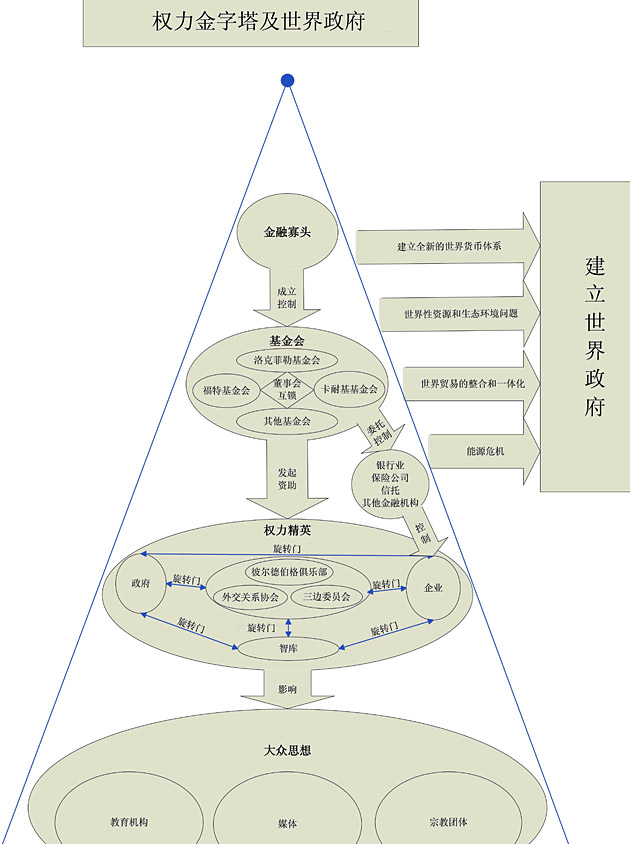 权力金字塔及世界政府
金融寡头
成立
控制
基金会
洛克菲勒基金会
福特基金会
董事会
互锁
卡耐基基金会
其他基金会
委托
控制
发起
资助
银行业
保险公司
信托
其他金融机构
控
制
权力精英
旋转门
政府
旋转门
彼尔德伯格俱乐部
外交关系协会
三边委员会
旋转门
企业
旋转门
旋转门
旋转门
智库
影响
大众思想
教育机构
媒体
宗教团体
建立全新的世界货币体系
世界性资源和生态环境问题
世界贸易的整合和一体化
能源危机
建
立
世
界
政
府